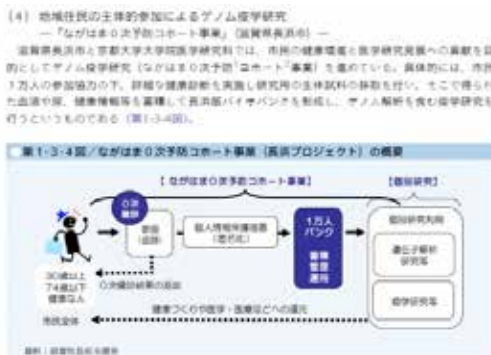 (4) 地域住民の主体的参加によるゲノム疫学研究
―「ながはま0次予防コホート事業」(滋賀県長浜市)―
滋賀県長浜市と京都大学大学院医学研究科では、市民の健康増進と医学研究発展への貢献を目
的としてゲノム疫学研究(ながはま0次予防コホート事業)を進めている。具体的には、市民
1万人の参加協力の下、詳細な健康診断を実施し研究用の生体試料の採取を行い、そこで得られ
た血液や尿、健康情報等を蓄積して長浜版バイオバンクを形成し、ゲノム解析を含む疫学研究を
行うというものである(第1-3-4図)。
第1-3-4図/ながはま0次予防コホート事業(長浜プロジェクト)の概要
【ながはま0次予防コホート事業】
【個別研究】
0次
健診
個人情報保護措置
(匿名化)
1万人
バンク
蓄積
管理
運用
個別研究利用
遺伝子解析
研究等
疫学研究等
30歳以上
74歳以下
健康な人
0次健診結果の返却
市民全体
健康づくりや医学・医療などへの還元